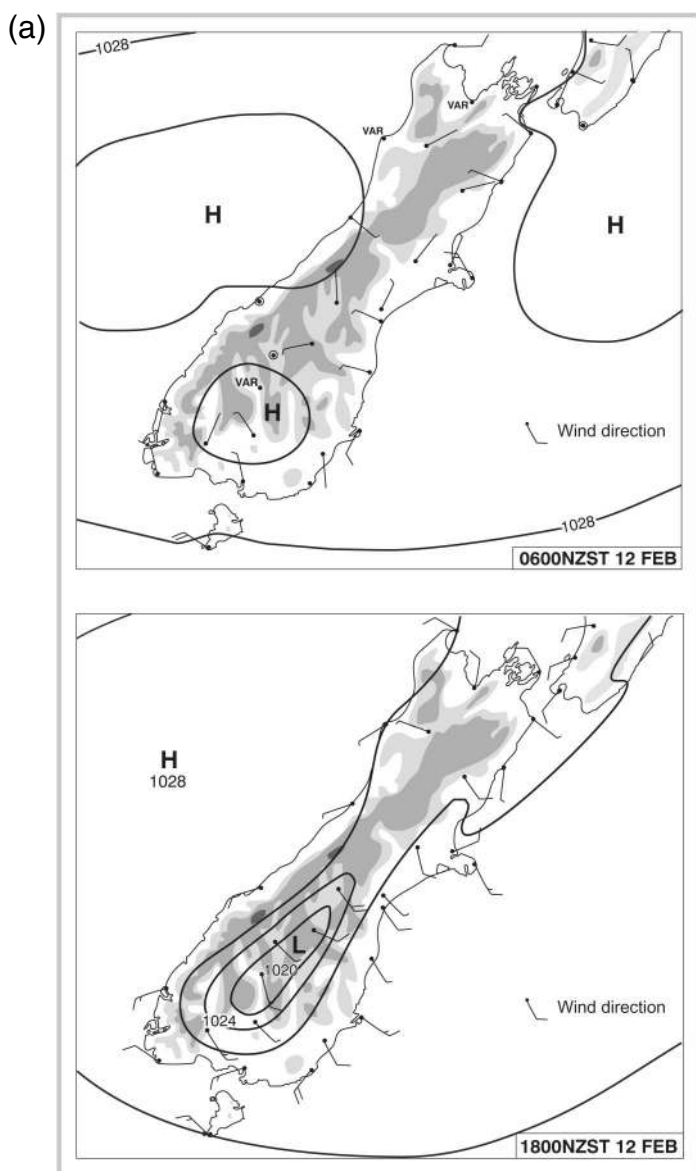 (a)
1028
VAR
VAR
H
H
VAR
H
Wind direction
1028
0600NZST 12 FEB
H
1028
L
1020
1024
Wind direction
1800NZST 12 FEB